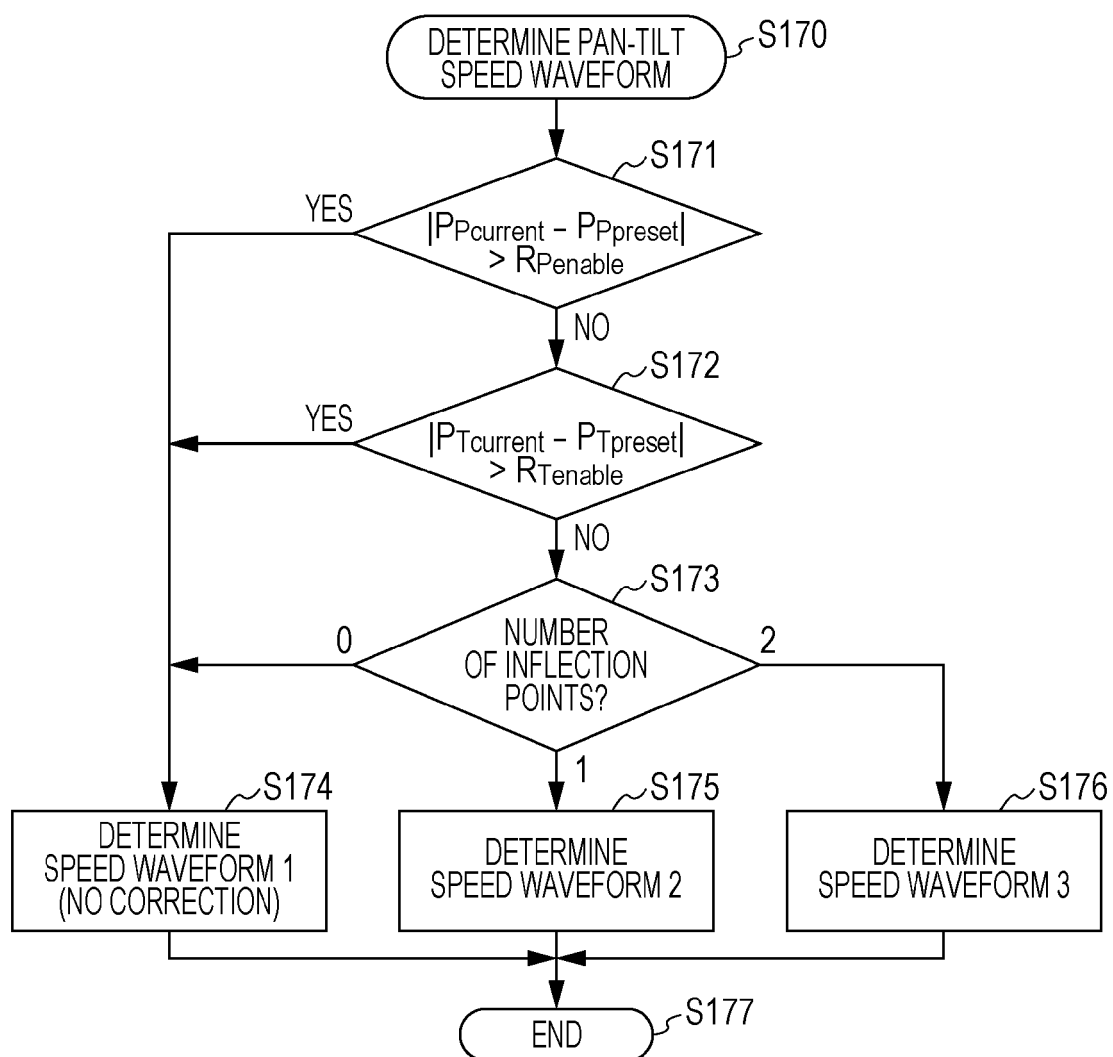 DETERMINE PAN-TILT
SPEED WAVEFORM
S170
S171
YES
|PPcurrent – PPpreset|
> RPenable
NO
S172
YES
|PTcurrent – PTpreset|
> RTenable
NO
S173
0
NUMBER
OF INFLECTION
POINTS?
2
1
S174
DETERMINE
SPEED WAVEFORM 1
(NO CORRECTION)
S175
DETERMINE
SPEED WAVEFORM 2
S176
DETERMINE
SPEED WAVEFORM 3
END
S177